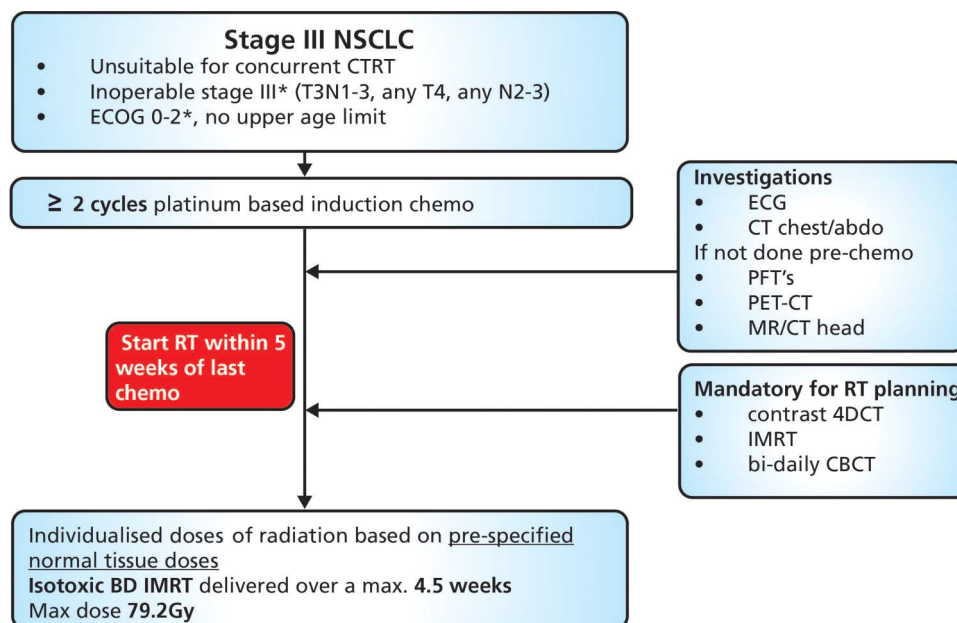 Stage III NSCLC
• Unsuitable for concurrent CTRT
• Inoperable stage III* (T3N1-3, any T4, any N2-3)
• ECOG 0-2*, no upper age limit
≥ 2 cycles platinum based induction chemo
Investigations
• ECG
• CT chest/abdo
If not done pre-chemo
• PFT's
• PET-CT
• MR/CT head
Start RT within 5
weeks of last
chemo
Mandatory for RT planning
• contrast 4DCT
• IMRT
• bi-daily CBCT
Individualised doses of radiation based on pre-specified
normal tissue doses
Isotoxic BD IMRT delivered over a max. 4.5 weeks
Max dose 79.2Gy